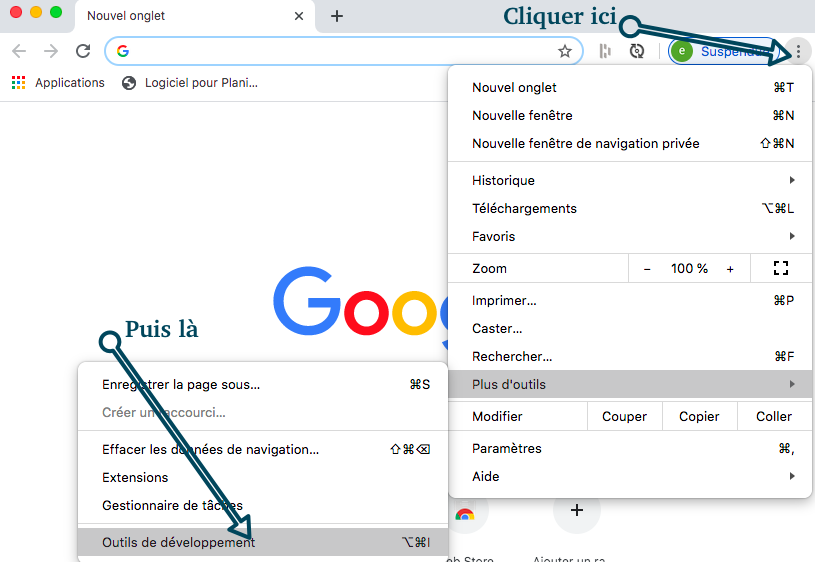 Nouvel onglet
Cliquer ici
e Suspendu
Applications
Logiciel pour Plani...
Nouvel onglet ⌘T
Nouvelle fenêtre ⌘N
Nouvelle fenêtre de navigation privée ⇧⌘N
Historique
Téléchargements ⌥⌘L
Favoris
Zoom - 100 % +
Imprimer... ⌘P
Caster...
Rechercher... ⌘F
Plus d'outils
Modifier Couper Copier Coller
Paramètres ⌘,
Aide
Goog
Puis là
Enregistrer la page sous... ⌘S
Créer un raccourci...
Effacer les données de navigation... ⇧⌘⌫
Extensions
Gestionnaire de tâches
Outils de développement ⌥⌘I
Store
Ajouter un ra